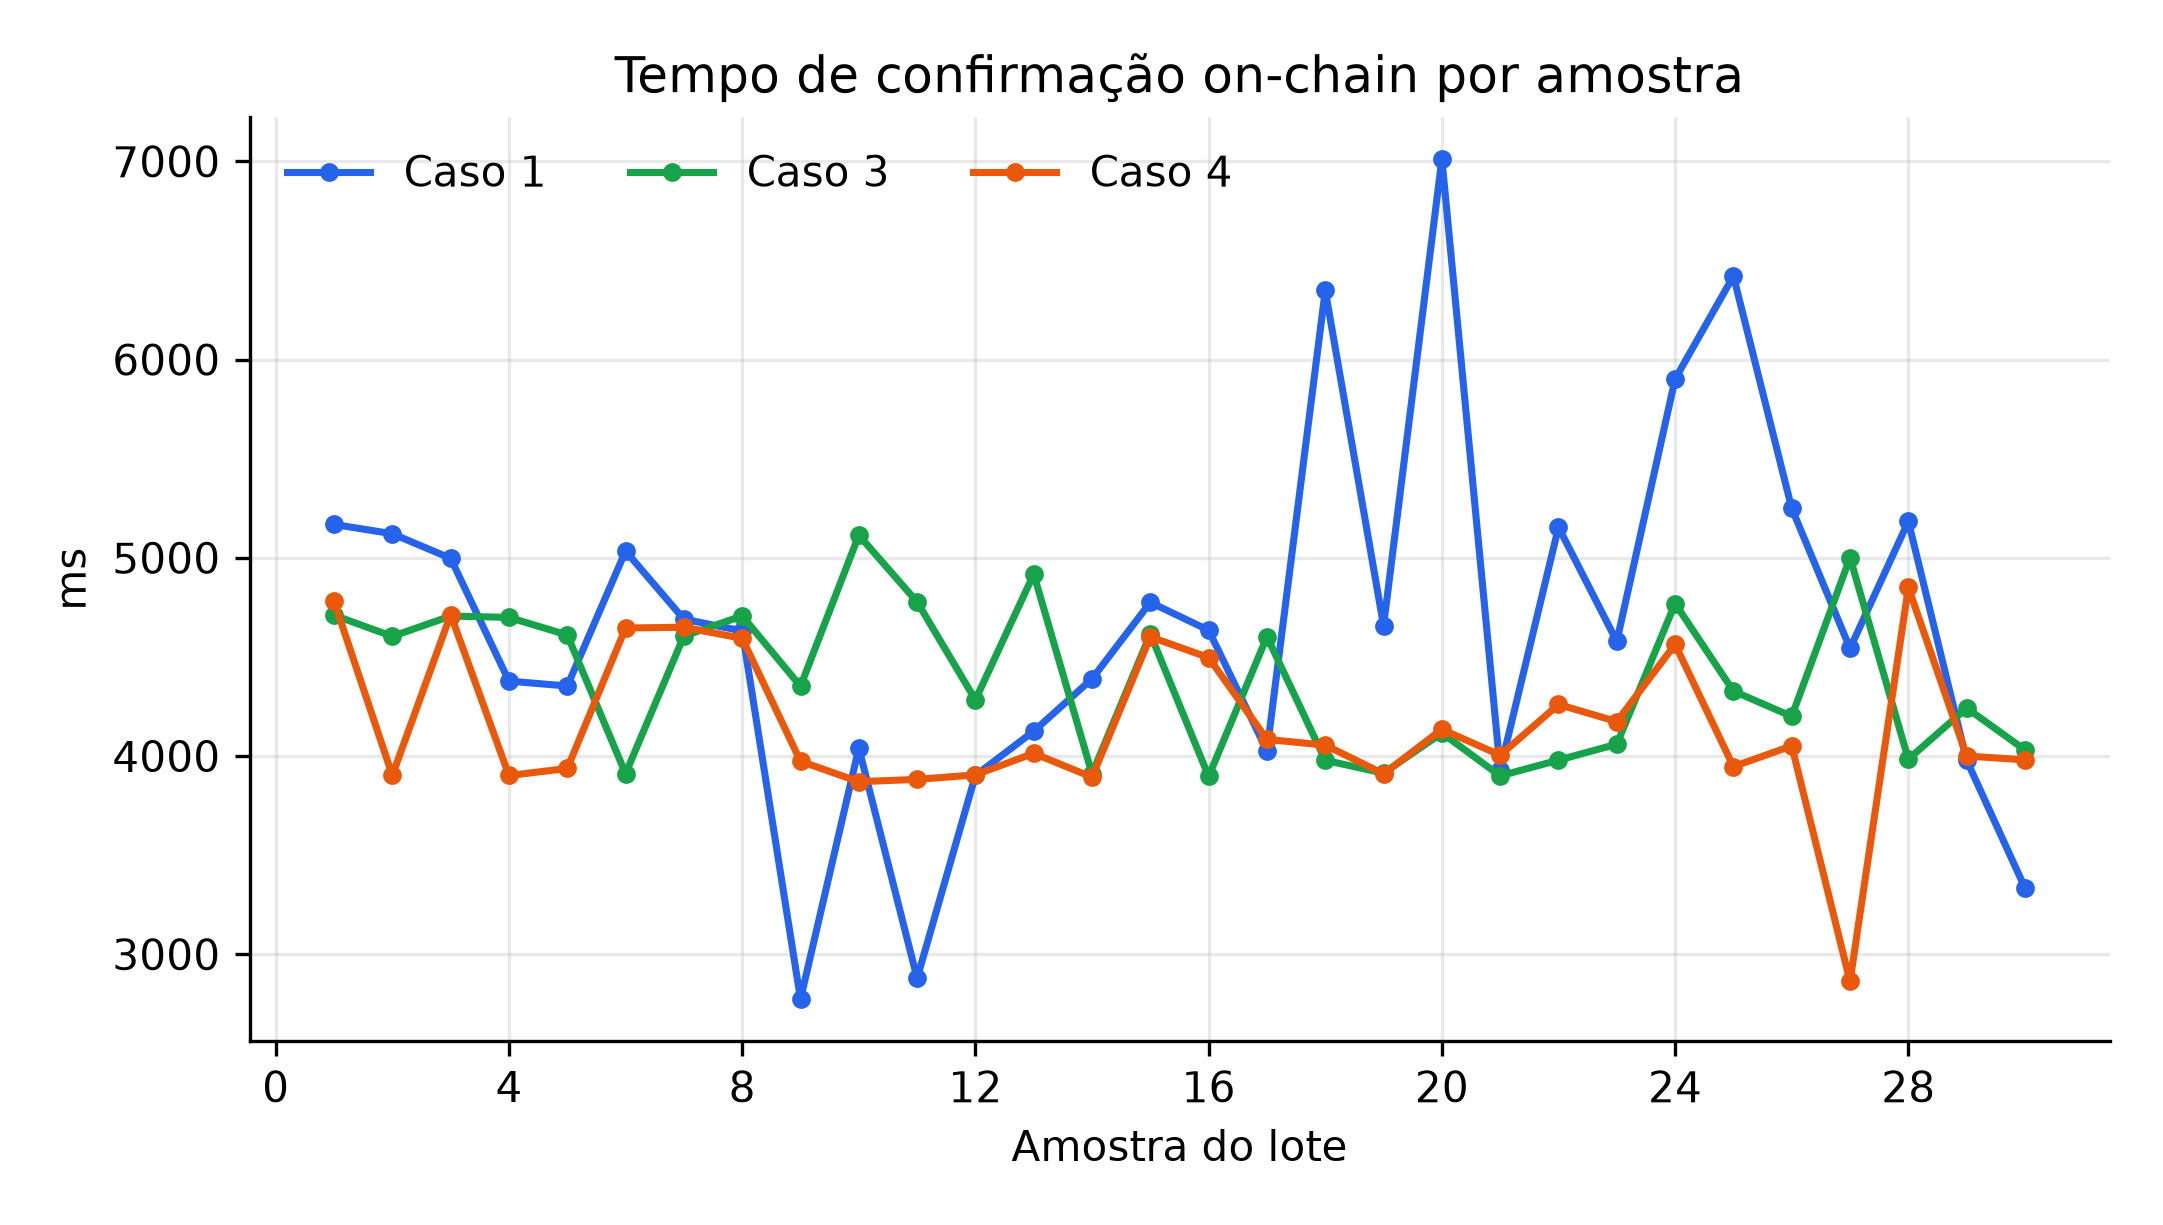 Tempo de confirmação on-chain por amostra
Caso 1 Caso 3 Caso 4
7000
6000
5000
4000
3000
ms
0 4 8 12 16 20 24 28
Amostra do lote